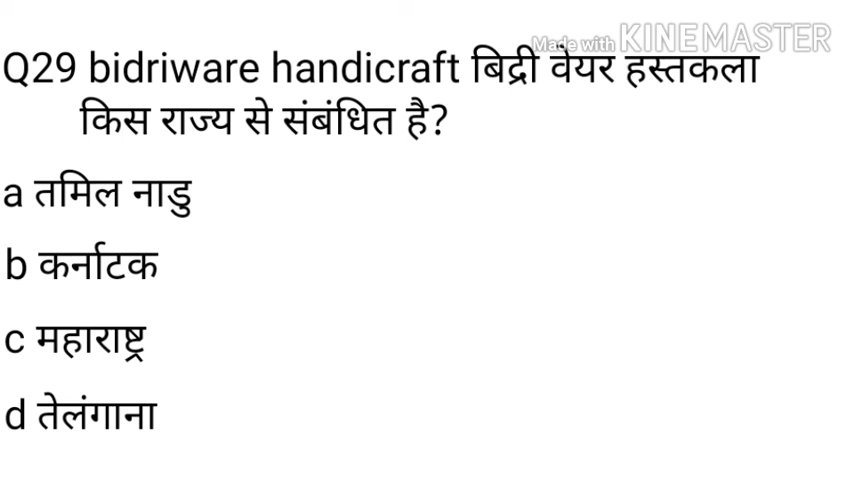 Made with KINEMASTER
Q29 bidriware handicraft बिद्री वेयर हस्तकला
किस राज्य से संबंधित है?
a तमिल नाडु
b कर्नाटक
c महाराष्ट्र
d तेलंगाना